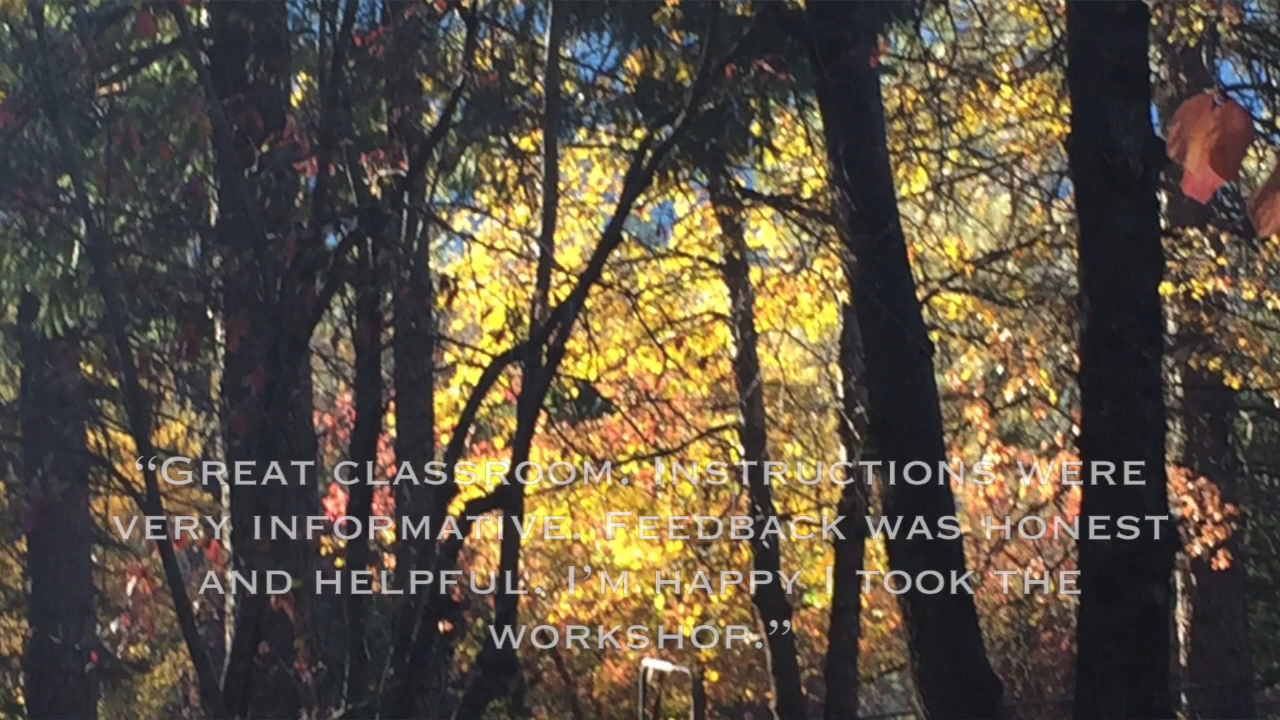 “Great classroom. Instructions were
very informative. Feedback was honest
and helpful. I’m happy I took the
workshop.”